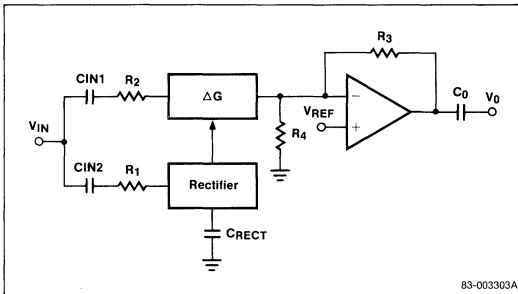 R3
CIN1
R2
ΔG
VREF
−
+
C0
V0
VIN
R4
CIN2
R1
Rectifier
CRECT
83-003303A